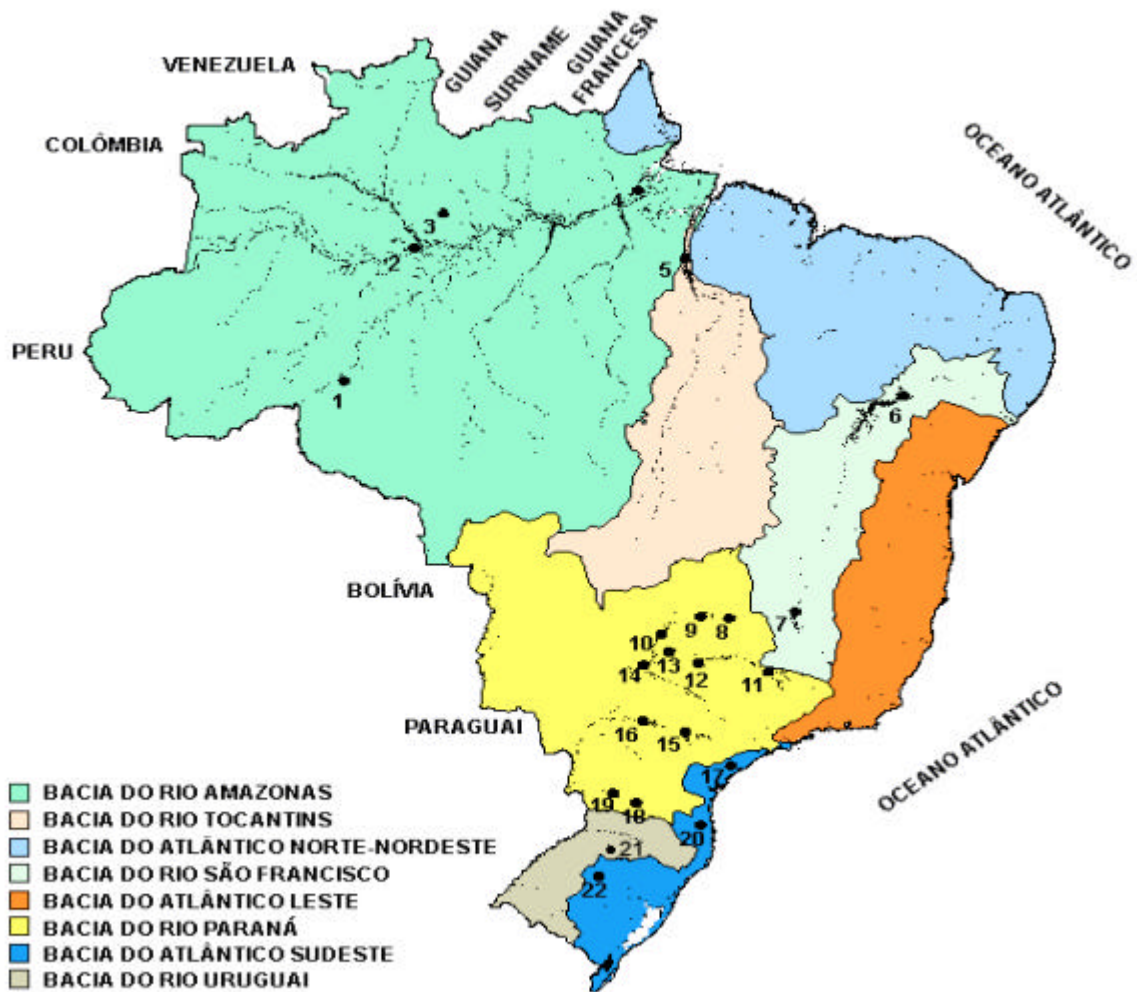 VENEZUELA
GUIANA
SURINAME
GUIANA
FRANCESA
COLÔMBIA
OCEANO ATLÂNTICO
4
3
2
5
PERU
1
6
BOLÍVIA
7
9
8
10
13
12
14
11
PARAGUAI
16
15
OCEANO ATLÂNTICO
17
19
18
20
21
22
BACIA DO RIO AMAZONAS
BACIA DO RIO TOCANTINS
BACIA DO ATLÂNTICO NORTE-NORDESTE
BACIA DO RIO SÃO FRANCISCO
BACIA DO ATLÂNTICO LESTE
BACIA DO RIO PARANÁ
BACIA DO ATLÂNTICO SUDESTE
BACIA DO RIO URUGUAI